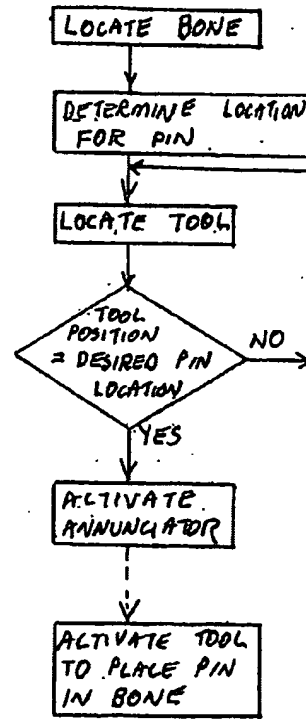 LOCATE BONE
DETERMINE LOCATION
FOR PIN
LOCATE TOOL
TOOL
POSITION
= DESIRED PIN
LOCATION
NO
YES
ACTIVATE
ANNUNCIATOR
ACTIVATE TOOL
TO PLACE PIN
IN BONE